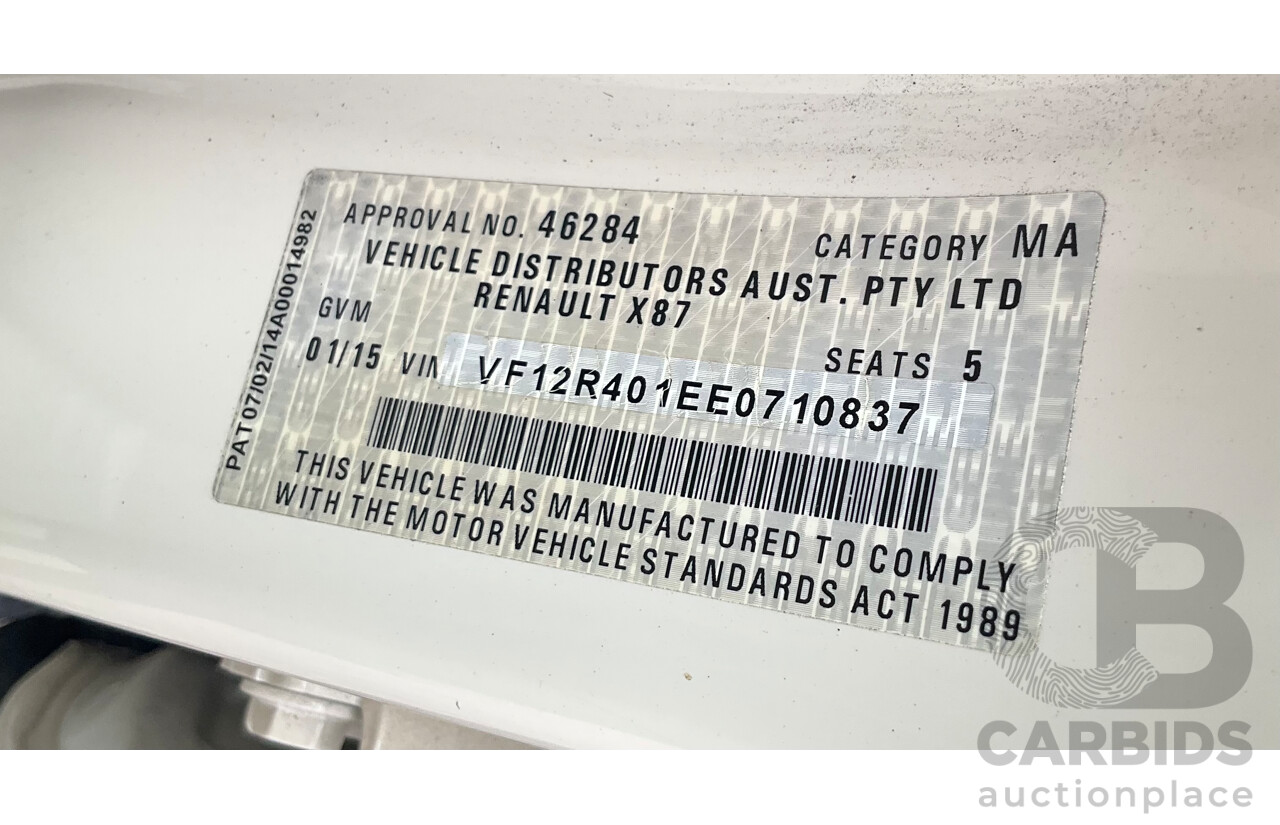 PAT07/02/14A00014982
APPROVAL NO. 46284
CATEGORY MA
VEHICLE DISTRIBUTORS AUST. PTY LTD
RENAULT X87
GVM
SEATS 5
01/15 VIN VF12R401EE0710837
THIS VEHICLE WAS MANUFACTURED TO COMPLY
WITH THE MOTOR VEHICLE STANDARDS ACT 1989
CB
CARBIDS
auctionplace